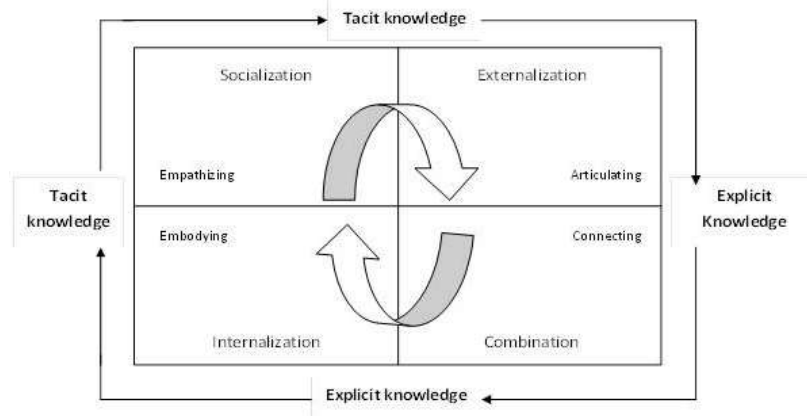 Tacit knowledge
Socialization
Externalization
Empathizing
Articulating
Tacit
knowledge
Explicit
Knowledge
Embodying
Connecting
Internalization
Combination
Explicit knowledge